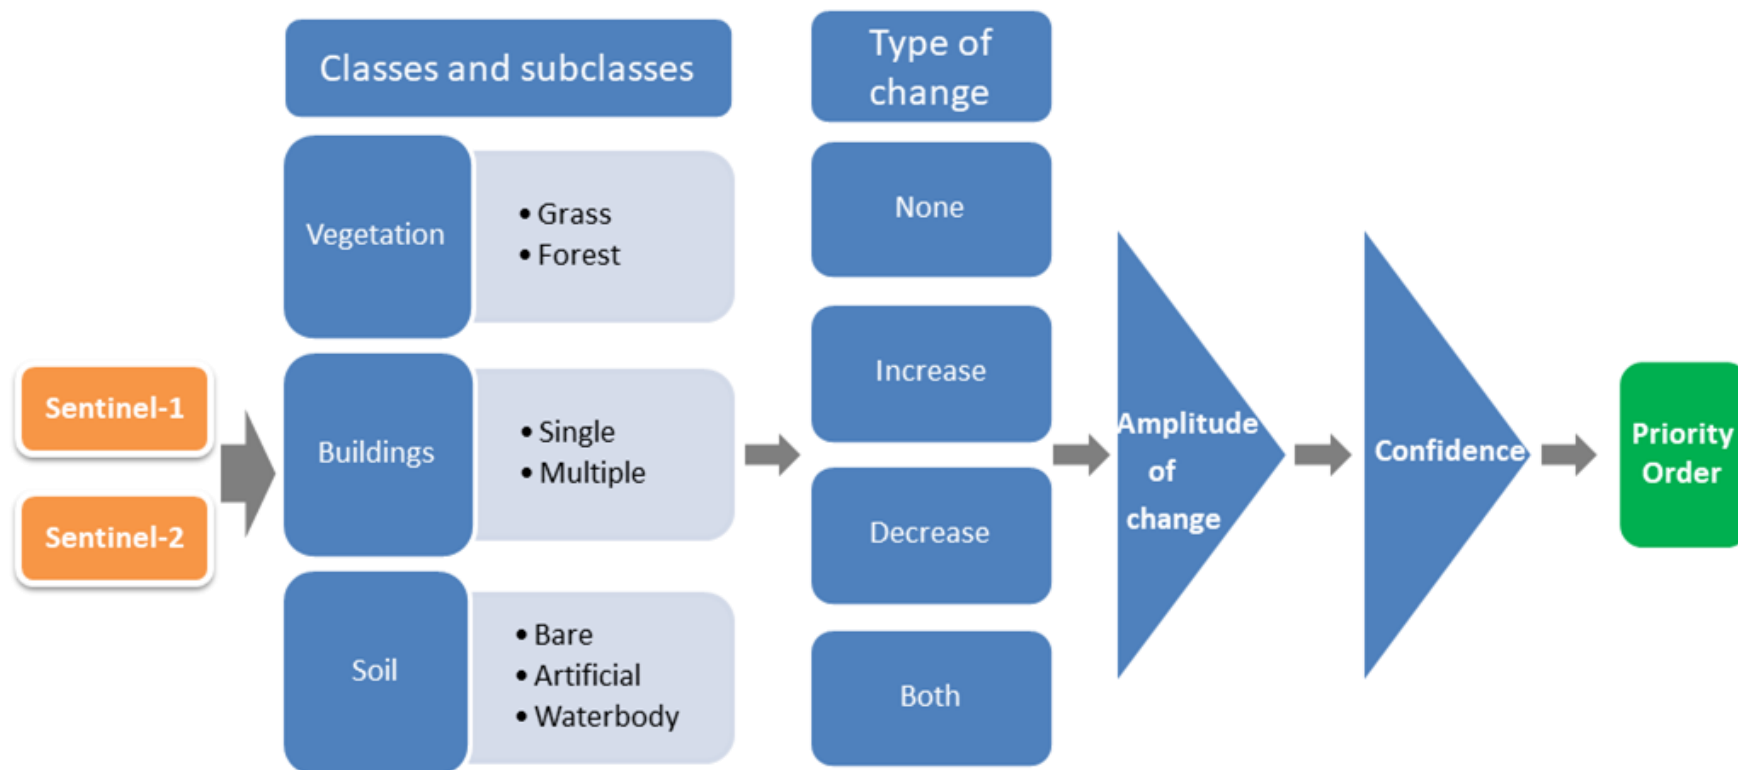 Sentinel-1
Sentinel-2
Classes and subclasses
Vegetation
• Grass
• Forest
Buildings
• Single
• Multiple
Soil
• Bare
• Artificial
• Waterbody
Type of
change
None
Increase
Decrease
Both
Amplitude
of
change
Confidence
Priority
Order